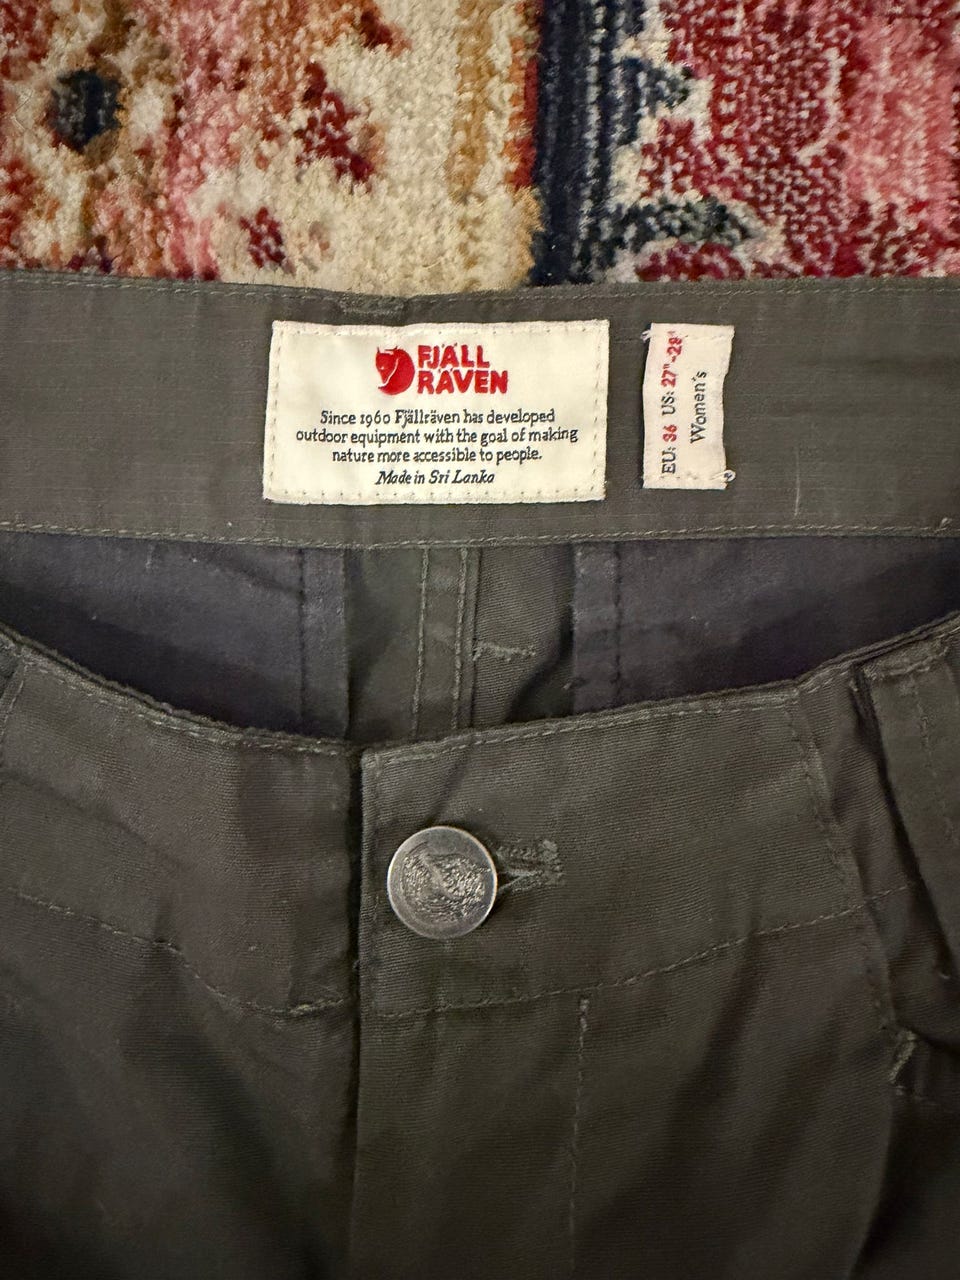 FJÄLL
RÄVEN
Since 1960 Fjällräven has developed
outdoor equipment with the goal of making
nature more accessible to people.
Made in Sri Lanka
EU: 36 US: 27"-28"
Women's